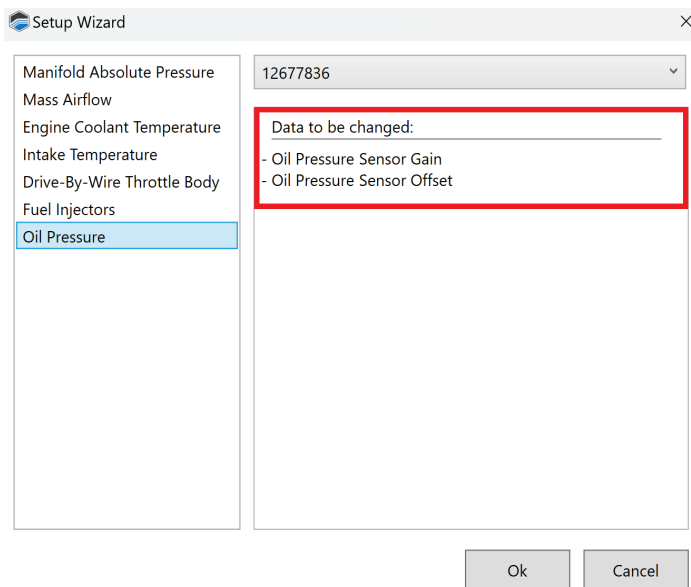 Setup Wizard
Manifold Absolute Pressure
Mass Airflow
Engine Coolant Temperature
Intake Temperature
Drive-By-Wire Throttle Body
Fuel Injectors
Oil Pressure
12677836
Data to be changed:
- Oil Pressure Sensor Gain
- Oil Pressure Sensor Offset
Ok
Cancel